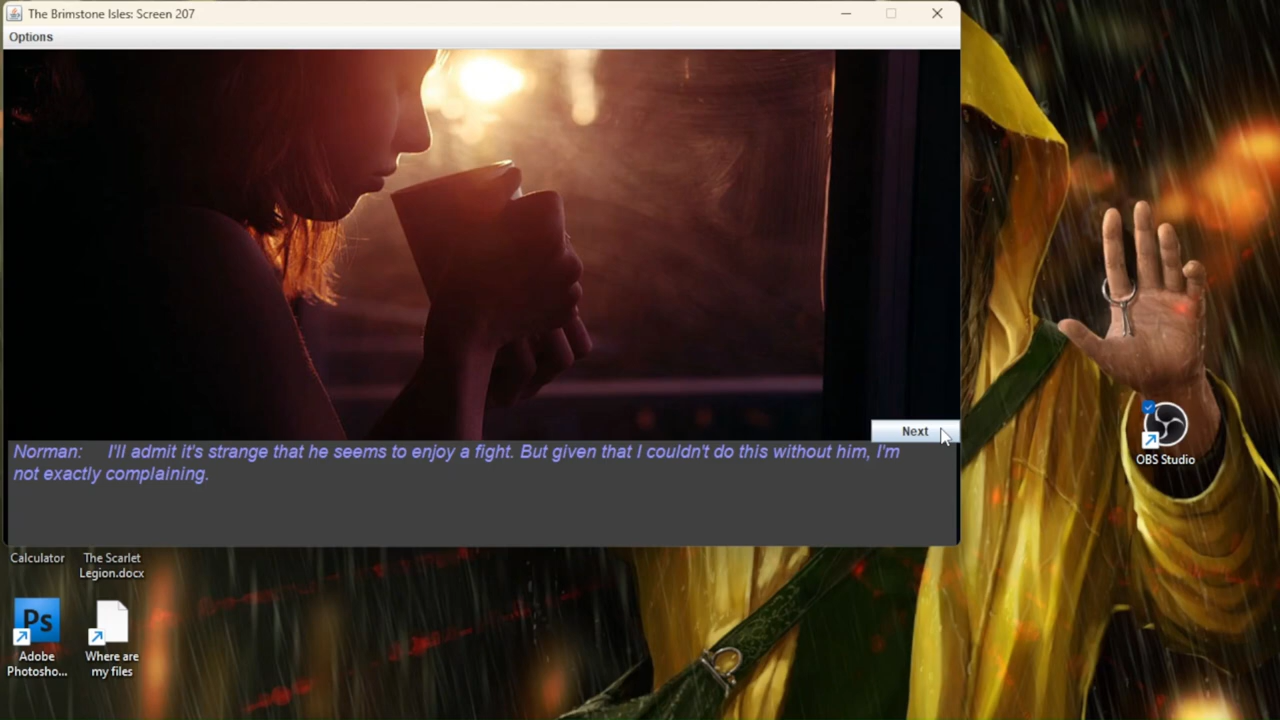 The Brimstone Isles: Screen 207
Options
Next
Norman: I'll admit it's strange that he seems to enjoy a fight. But given that I couldn't do this without him, I'm
not exactly complaining.
OBS Studio
Calculator
The Scarlet
Legion.docx
Ps
Adobe
Photosho...
Where are
my files